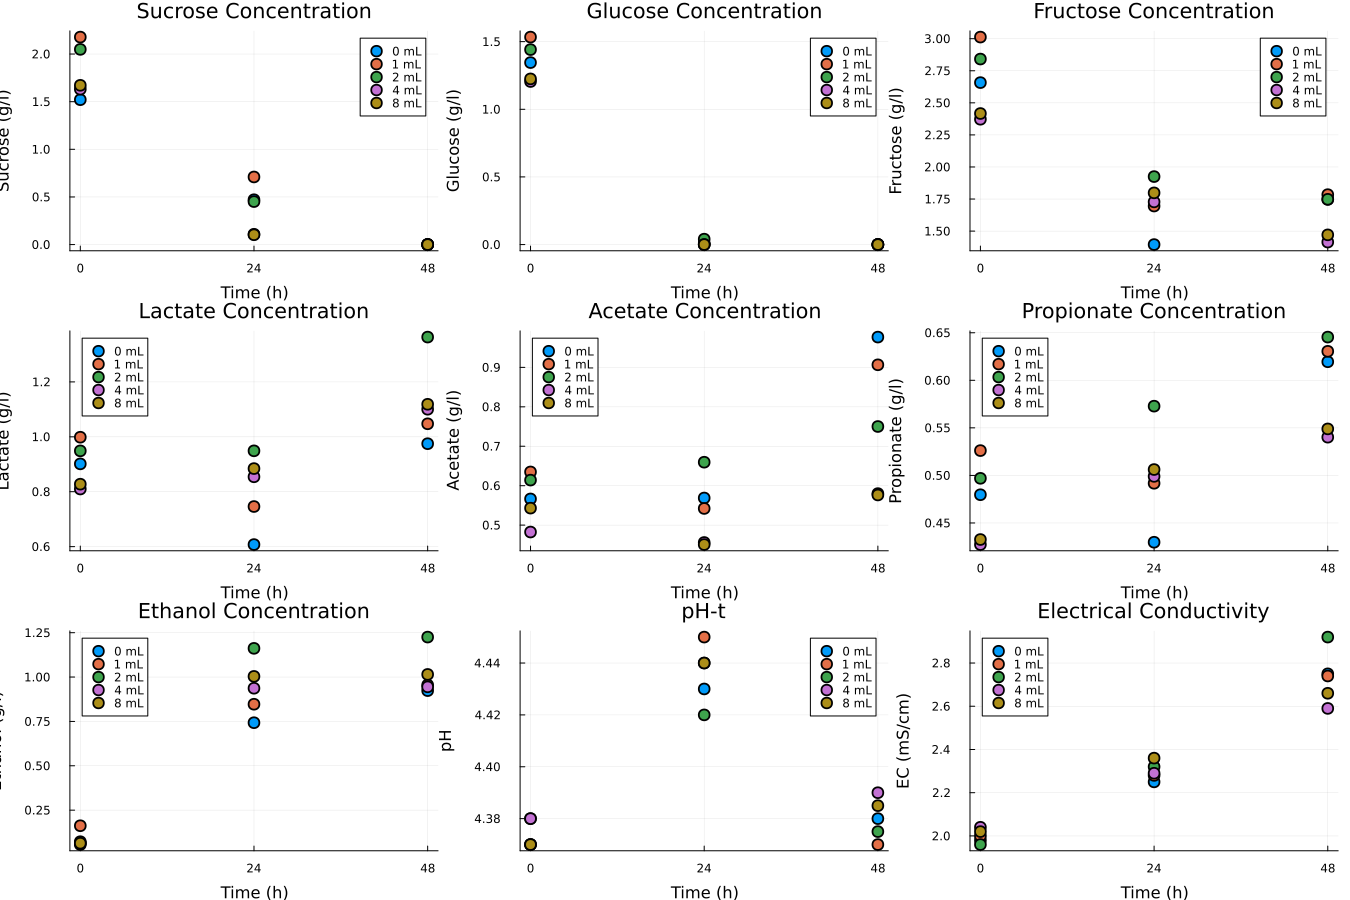 Sucrose Concentration
Sucrose (g/l)
2.0
1.5
1.0
0.5
0.0
0 mL
1 mL
2 mL
4 mL
8 mL
0
24
48
Time (h)
Glucose Concentration
Glucose (g/l)
1.5
1.0
0.5
0.0
0 mL
1 mL
2 mL
4 mL
8 mL
0
24
48
Time (h)
Fructose Concentration
Fructose (g/l)
3.00
2.75
2.50
2.25
2.00
1.75
1.50
0 mL
1 mL
2 mL
4 mL
8 mL
0
24
48
Time (h)
Lactate Concentration
Lactate (g/l)
1.2
1.0
0.8
0.6
0 mL
1 mL
2 mL
4 mL
8 mL
0
24
48
Time (h)
Acetate Concentration
Acetate (g/l)
0.9
0.8
0.7
0.6
0.5
0 mL
1 mL
2 mL
4 mL
8 mL
0
24
48
Time (h)
Propionate Concentration
Propionate (g/l)
0.65
0.60
0.55
0.50
0.45
0 mL
1 mL
2 mL
4 mL
8 mL
0
24
48
Time (h)
Ethanol Concentration
1.25
1.00
0.75
0.50
0.25
0 mL
1 mL
2 mL
4 mL
8 mL
0
24
48
Time (h)
pH-t
pH
4.44
4.42
4.40
4.38
0 mL
1 mL
2 mL
4 mL
8 mL
0
24
48
Time (h)
Electrical Conductivity
EC (mS/cm)
2.8
2.6
2.4
2.2
2.0
0 mL
1 mL
2 mL
4 mL
8 mL
0
24
48
Time (h)